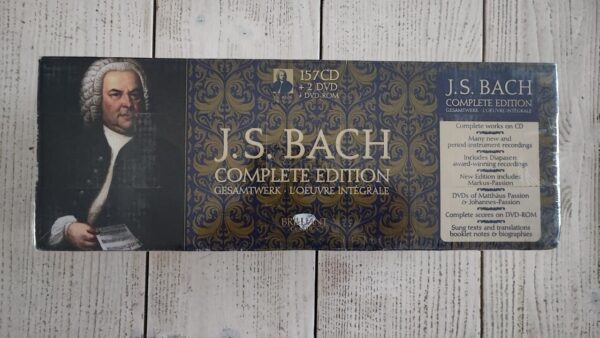 157CD
+ 2 DVD
+ DVD-ROM
J.S. BACH
COMPLETE EDITION
GESAMTWERK · L'OEUVRE INTÉGRALE
BRILLIANT
J.S. BACH
COMPLETE EDITION
GESAMTWERK · L'OEUVRE INTÉGRALE
Complete works on CD
Many new and
period-instrument recordings
Includes Diapason
award-winning recordings
New Edition includes
Markus-Passion
DVDs of Matthäus Passion
& Johannes-Passion
Complete scores on DVD-ROM
Sung texts and translations
booklet notes & biographies